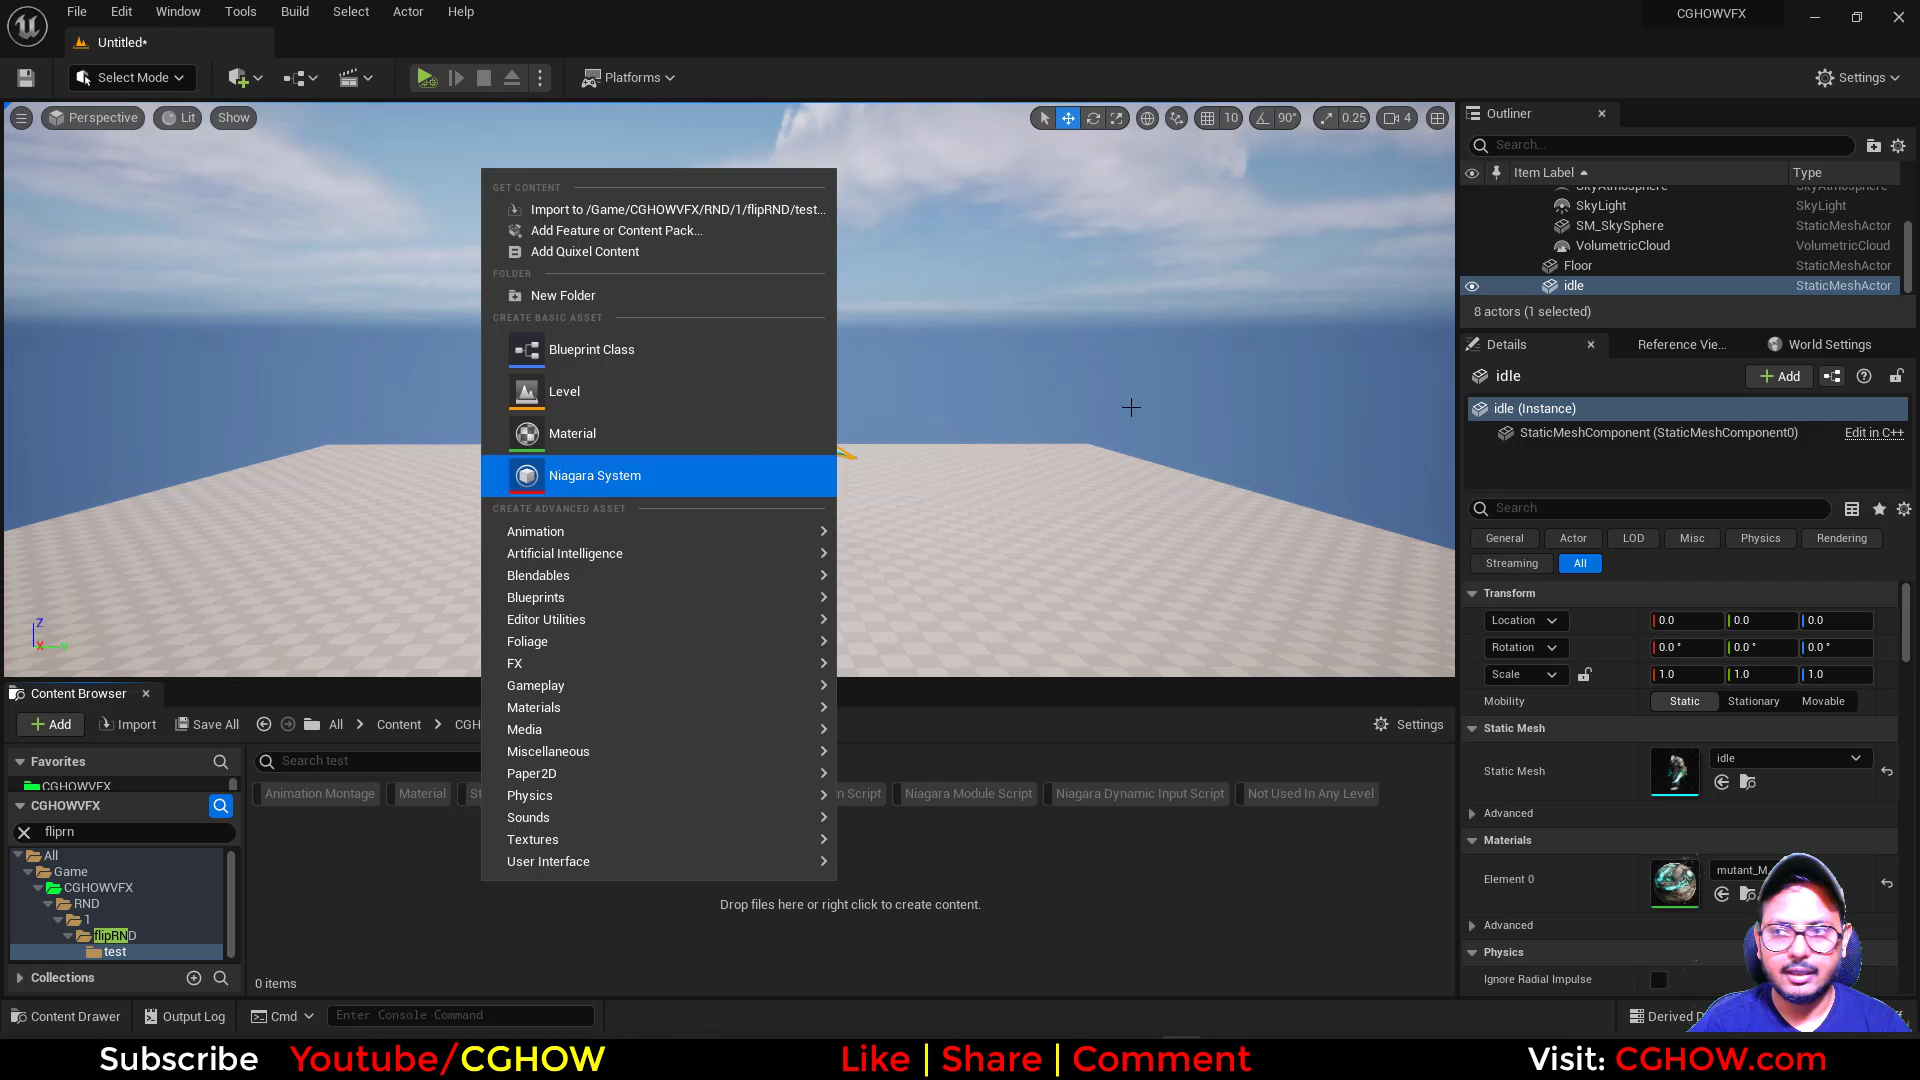 File Edit Window Tools Build Select Actor Help
CGHOWVFX
Untitled*
Select Mode
Platforms
Settings
Perspective
Lit
Show
10
90°
0.25
4
GET CONTENT
Import to /Game/CGHOWVFX/RND/1/flipRND/test...
Add Feature or Content Pack...
Add Quixel Content
FOLDER
New Folder
CREATE BASIC ASSET
Blueprint Class
Level
Material
Niagara System
CREATE ADVANCED ASSET
Animation
Artificial Intelligence
Blendables
Blueprints
Editor Utilities
Foliage
FX
Gameplay
Materials
Media
Miscellaneous
Paper2D
Physics
Sounds
Textures
User Interface
Z
X
Y
Outliner
Search...
Item Label Type
SkyAtmosphere SkyAtmosphere
SkyLight SkyLight
SM_SkySphere StaticMeshActor
VolumetricCloud VolumetricCloud
Floor StaticMeshActor
idle StaticMeshActor
8 actors (1 selected)
Details
Reference Vie...
World Settings
idle
Add
idle (Instance)
StaticMeshComponent (StaticMeshComponent0) Edit in C++
Search
General Actor LOD Misc Physics Rendering
Streaming All
Transform
Location 0.0 0.0 0.0
Rotation 0.0 ° 0.0 ° 0.0 °
Scale 1.0 1.0 1.0
Mobility Static Stationary Movable
Static Mesh
Static Mesh idle
Advanced
Materials
Element 0 mutant_M
Advanced
Physics
Ignore Radial Impulse
Content Browser
Add Import Save All All Content CGH
Settings
Favorites
CGHOWVFX
CGHOWVFX
fliprn
All
Game
CGHOWVFX
RND
1
flipRND
test
Collections
Search test
Animation Montage Material St n Script Niagara Module Script Niagara Dynamic Input Script Not Used In Any Level
Drop files here or right click to create content.
0 items
Content Drawer Output Log Cmd Enter Console Command
Derived D
Subscribe Youtube/CGHOW Like | Share | Comment Visit: CGHOW.com